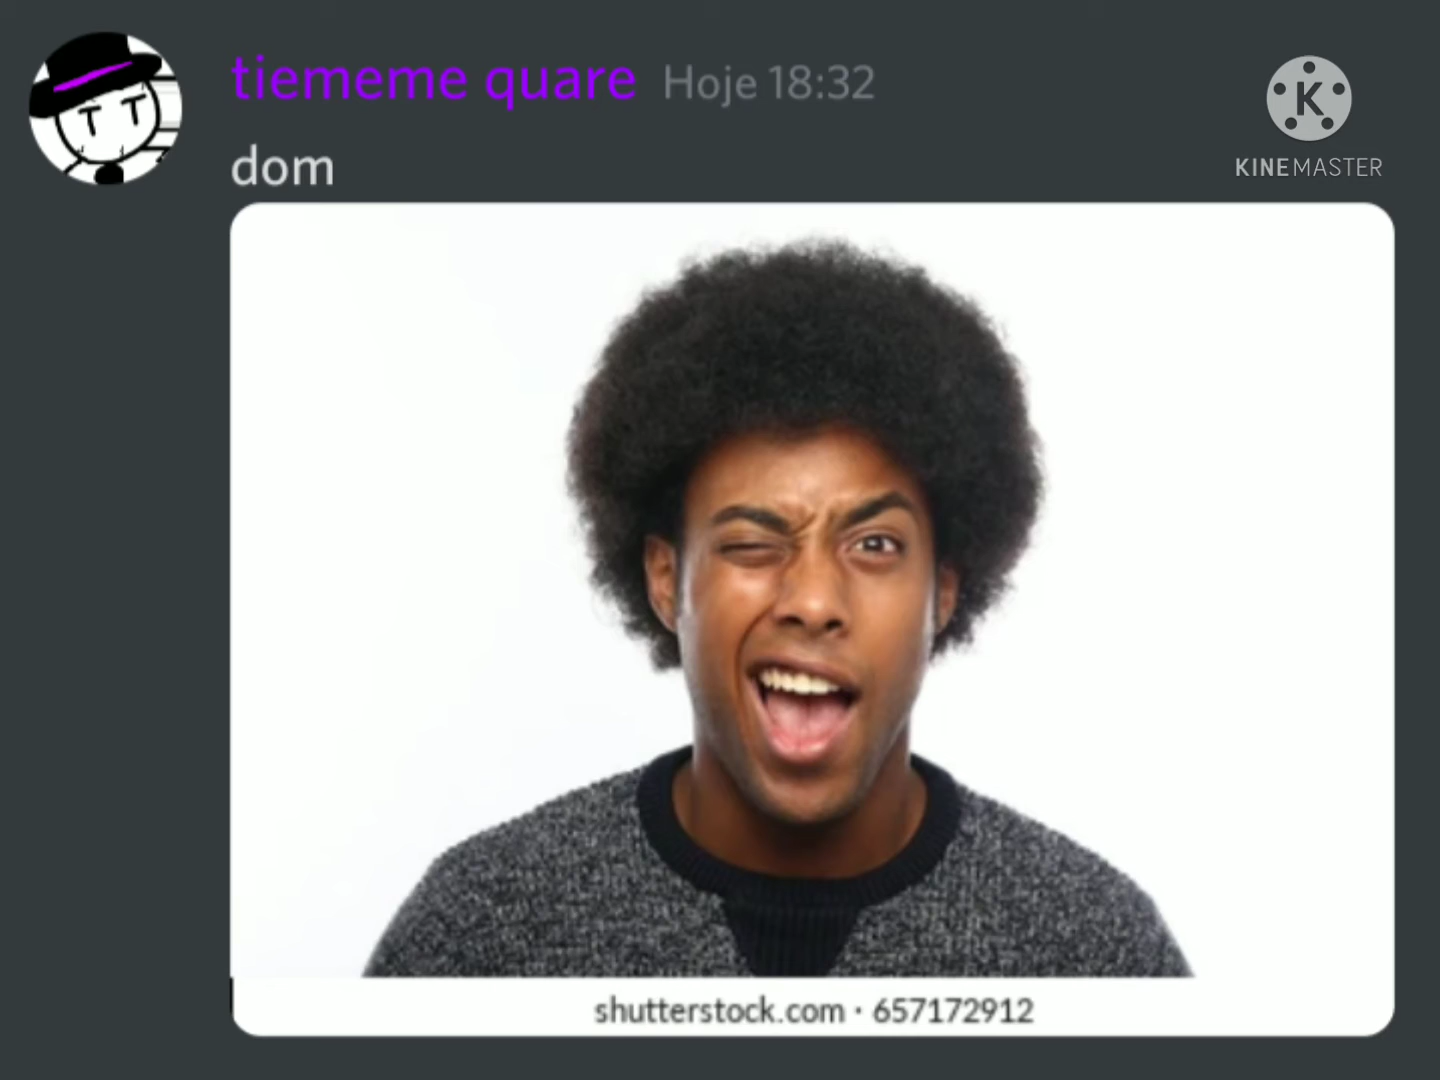 tiememe quare Hoje 18:32
K
KINEMASTER
dom
shutterstock.com · 657172912